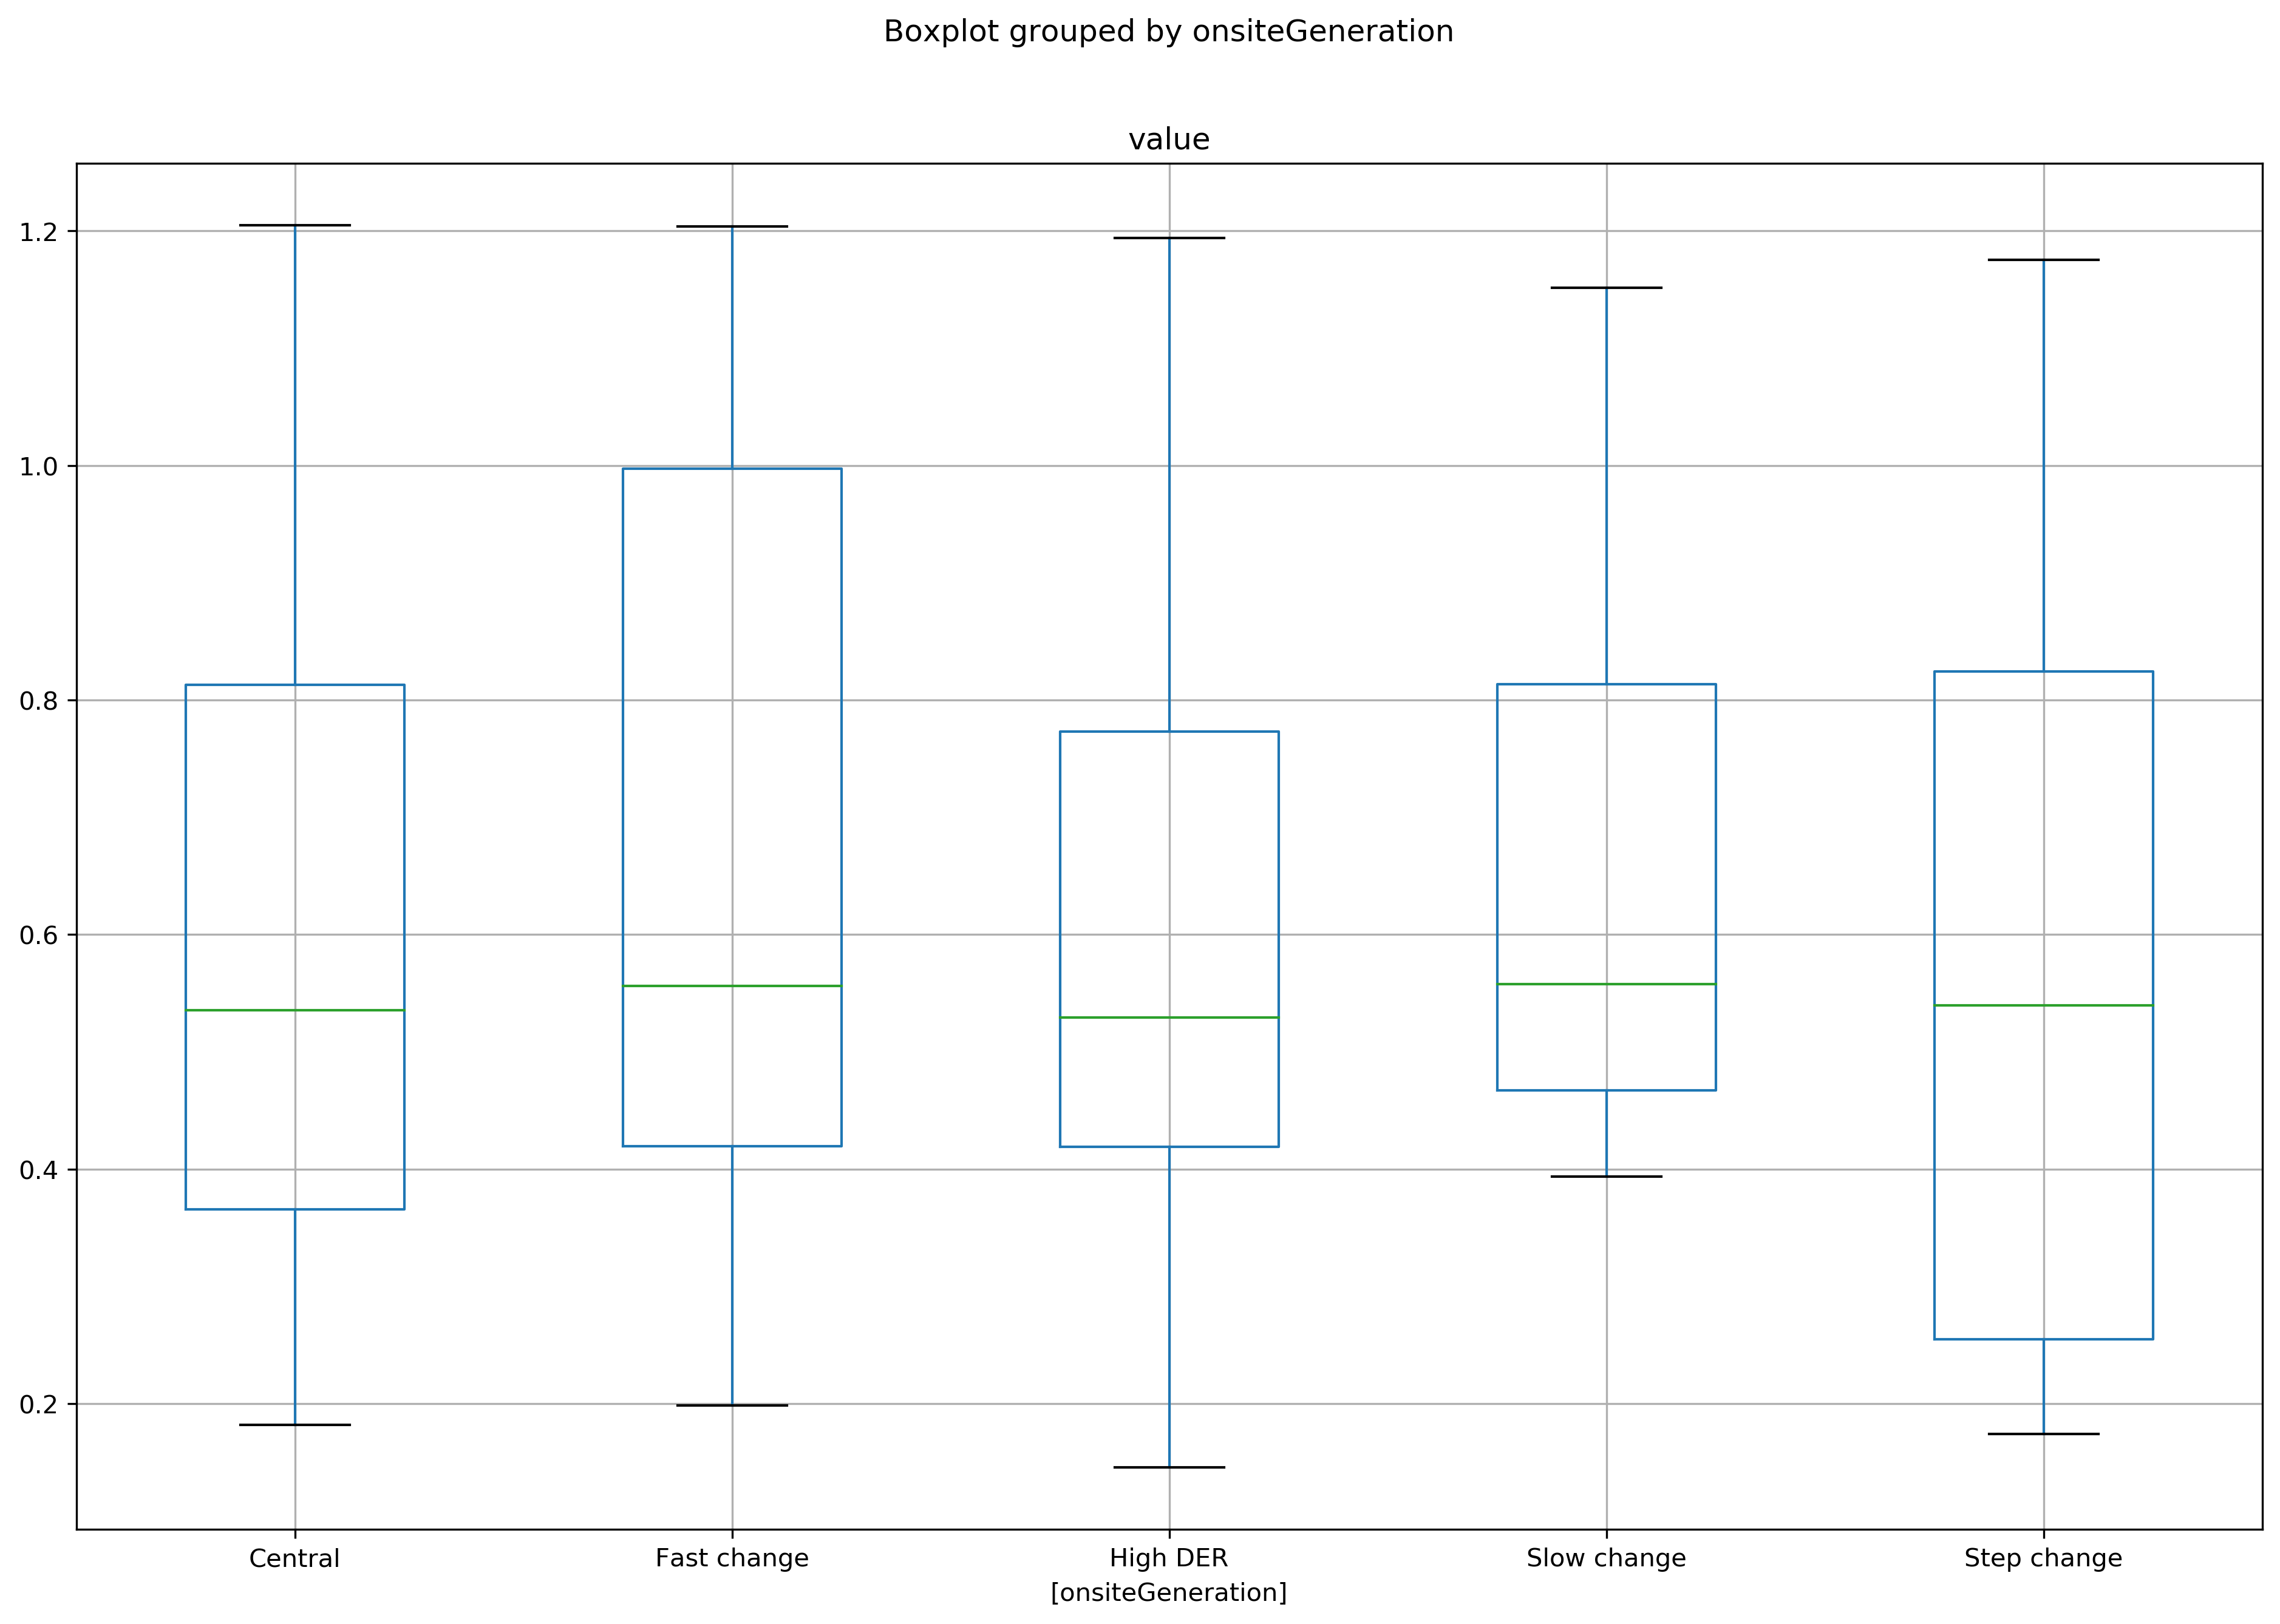 Boxplot grouped by onsiteGeneration
value
1.2
1.0
0.8
0.6
0.4
0.2
Central Fast change High DER Slow change Step change
[onsiteGeneration]